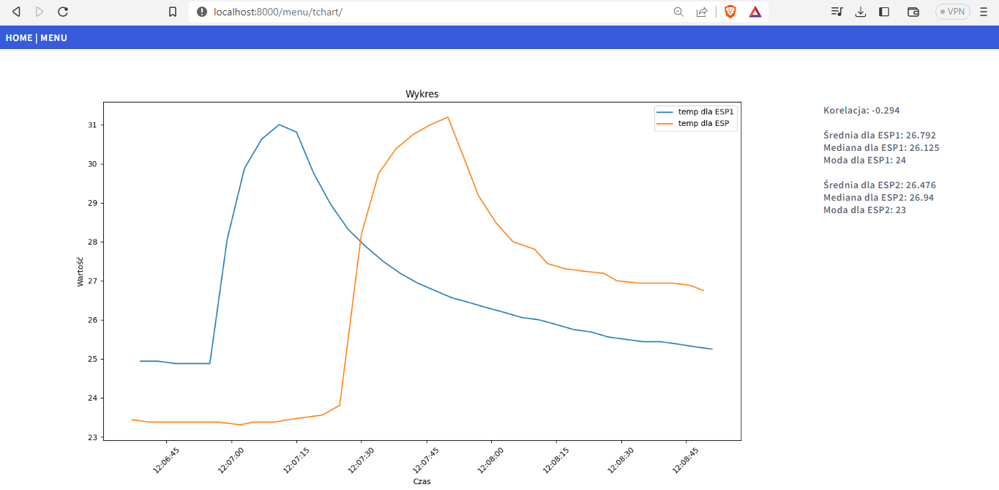 localhost:8000/menu/tchart/
VPN
HOME | MENU
Wykres
temp dla ESP1
temp dla ESP
31
30
29
28
27
26
25
24
23
Wartość
12:06:45
12:07:00
12:07:15
12:07:30
12:07:45
12:08:00
12:08:15
12:08:30
12:08:45
Czas
Korelacja: -0.294
Średnia dla ESP1: 26.792
Mediana dla ESP1: 26.125
Moda dla ESP1: 24
Średnia dla ESP2: 26.476
Mediana dla ESP2: 26.94
Moda dla ESP2: 23